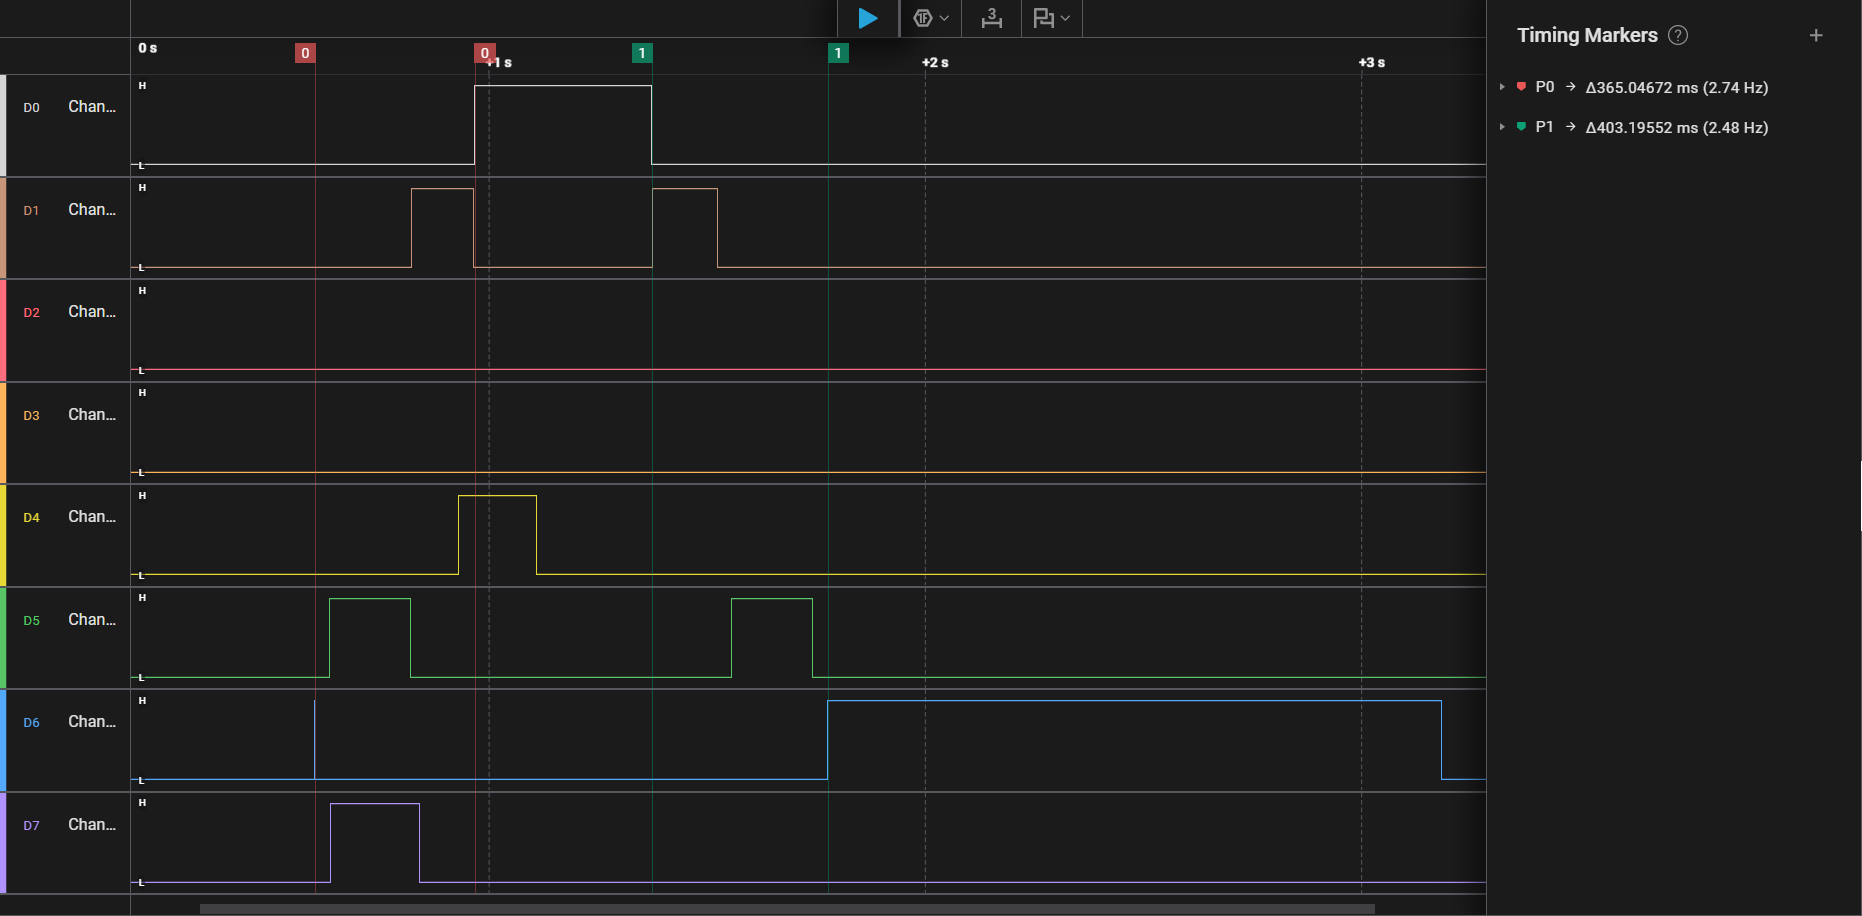 3
Timing Markers ?
0 s
0 0 1 1
+1 s +2 s +3 s
P0 → Δ365.04672 ms (2.74 Hz)
P1 → Δ403.19552 ms (2.48 Hz)
H
D0 Chan...
L
H
D1 Chan...
L
H
D2 Chan...
L
H
D3 Chan...
L
H
D4 Chan...
L
H
D5 Chan...
L
H
D6 Chan...
L
H
D7 Chan...
L